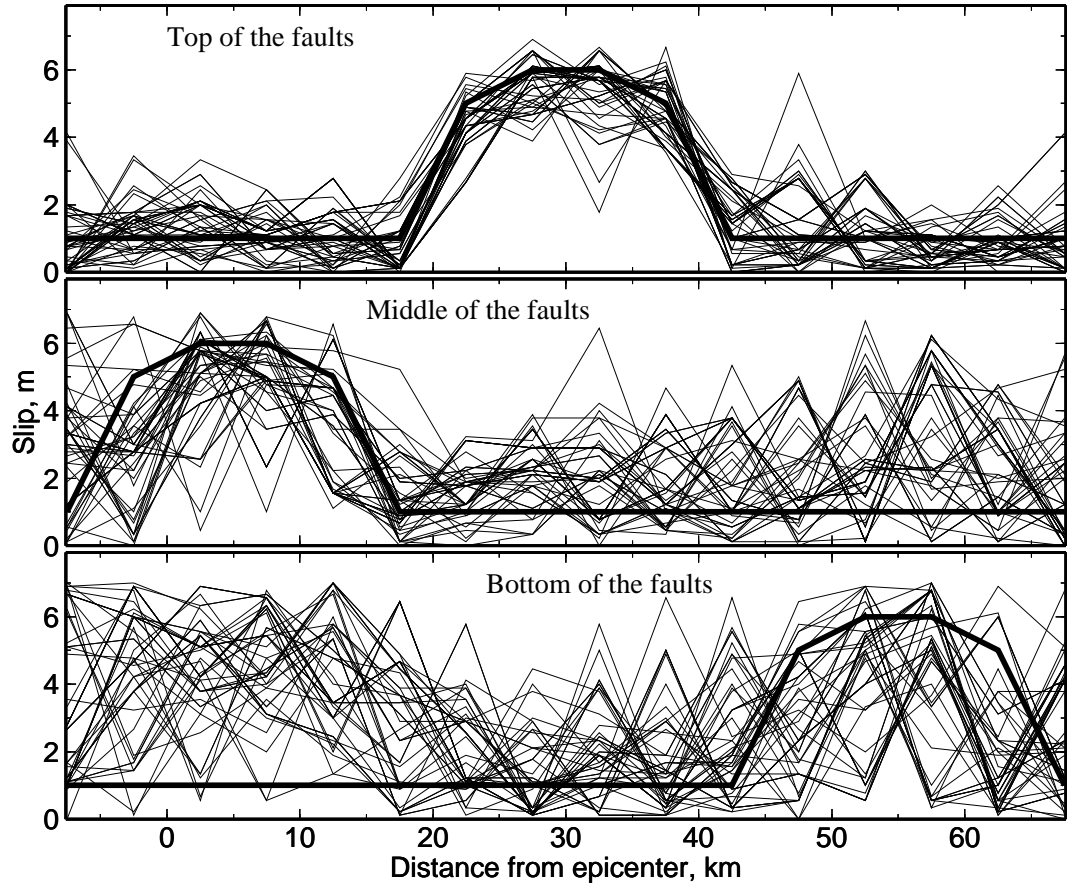 Top of the faults
6
4
2
0
Middle of the faults
6
4
2
0
Slip, m
Bottom of the faults
6
4
2
0
0 10 20 30 40 50 60
Distance from epicenter, km